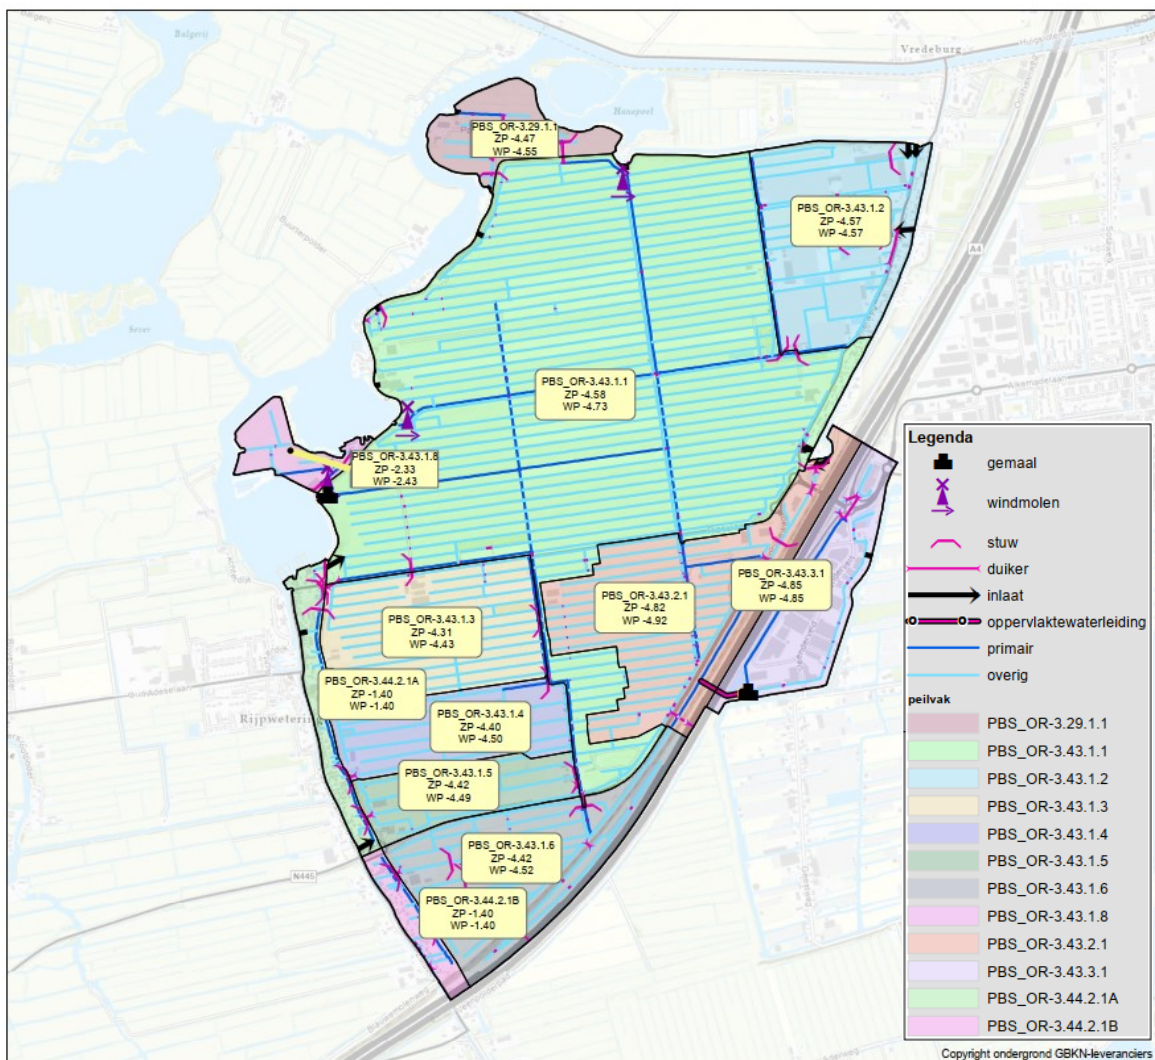 Vredeburg
Hanepoel
Balgerij
PBS_OR-3.29.1.1
ZP -4.47
WP -4.55
PBS_OR-3.43.1.2
ZP -4.57
WP -4.57
A4
PBS_OR-3.43.1.1
ZP -4.58
WP -4.73
PBS_OR-3.43.1.8
ZP -2.33
WP -2.43
PBS_OR-3.43.3.1
ZP -4.85
WP -4.85
PBS_OR-3.43.2.1
ZP -4.82
WP -4.92
PBS_OR-3.43.1.3
ZP -4.31
WP -4.43
PBS_OR-3.44.2.1A
ZP -1.40
WP -1.40
Rijpwetering
PBS_OR-3.43.1.4
ZP -4.40
WP -4.50
PBS_OR-3.43.1.5
ZP -4.42
WP -4.49
PBS_OR-3.43.1.6
ZP -4.42
WP -4.52
N445
PBS_OR-3.44.2.1B
ZP -1.40
WP -1.40
Legenda
gemaal
windmolen
stuw
duiker
inlaat
oppervlaktewaterleiding
primair
overig
peilvak
PBS_OR-3.29.1.1
PBS_OR-3.43.1.1
PBS_OR-3.43.1.2
PBS_OR-3.43.1.3
PBS_OR-3.43.1.4
PBS_OR-3.43.1.5
PBS_OR-3.43.1.6
PBS_OR-3.43.1.8
PBS_OR-3.43.2.1
PBS_OR-3.43.3.1
PBS_OR-3.44.2.1A
PBS_OR-3.44.2.1B
Copyright ondergrond GBKN-leveranciers